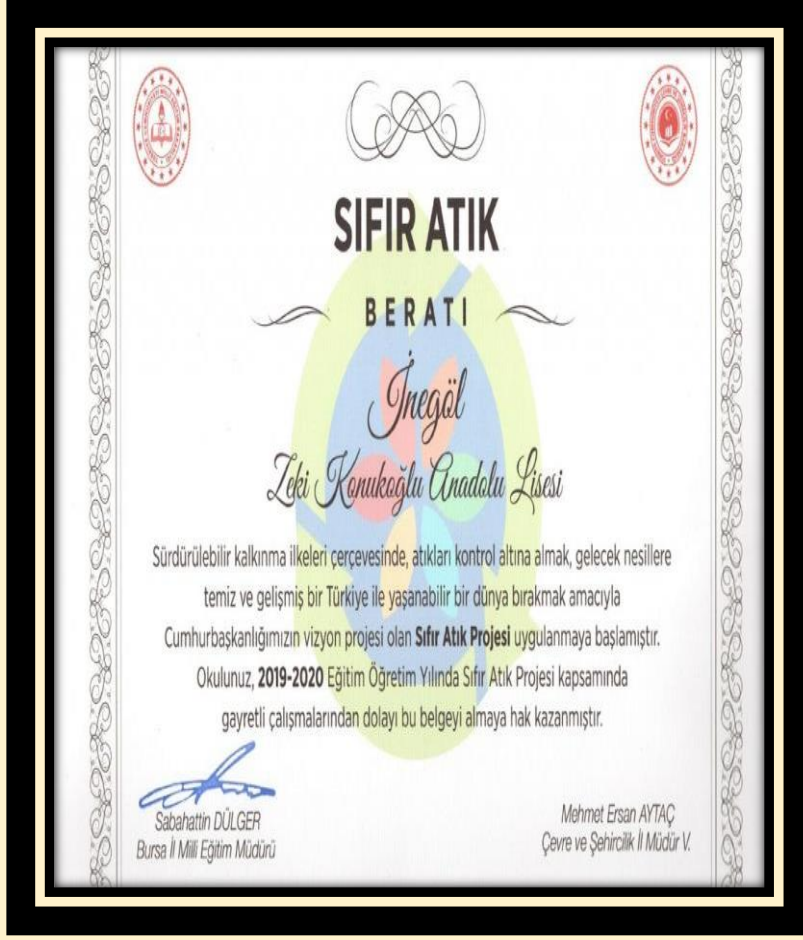 SIFIR ATIK
BERATI
İnegöl
Zeki Konukoğlu Anadolu Lisesi
Sürdürülebilir kalkınma ilkeleri çerçevesinde, atıkları kontrol altına almak, gelecek nesillere
temiz ve gelişmiş bir Türkiye ile yaşanabilir bir dünya bırakmak amacıyla
Cumhurbaşkanlığımızın vizyon projesi olan Sıfır Atık Projesi uygulanmaya başlamıştır.
Okulunuz, 2019-2020 Eğitim Öğretim Yılında Sıfır Atık Projesi kapsamında
gayretli çalışmalarından dolayı bu belgeyi almaya hak kazanmıştır.
Sabahattin DÜLGER
Bursa İl Milli Eğitim Müdürü
Mehmet Ersan AYTAÇ
Çevre ve Şehircilik İl Müdür V.